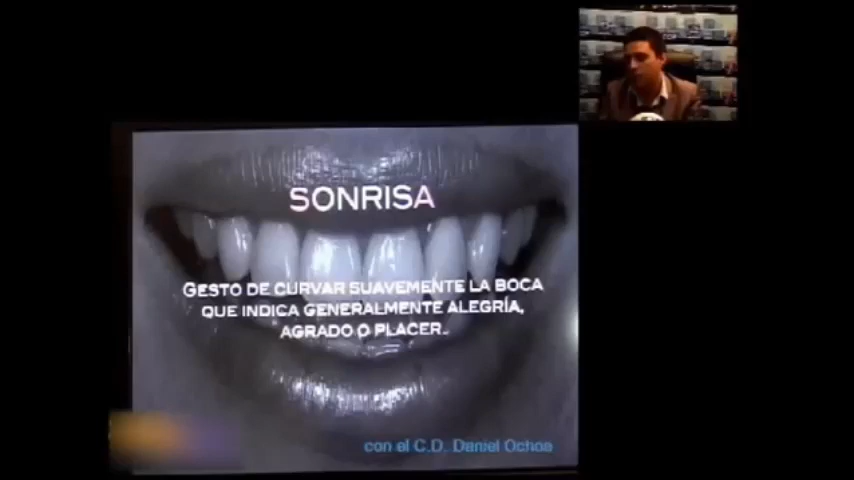 SONRISA
GESTO DE CURVAR SUAVEMENTE LA BOCA
QUE INDICA GENERALMENTE ALEGRÍA,
AGRADO O PLACER.
con el C.D. Daniel Ochoa